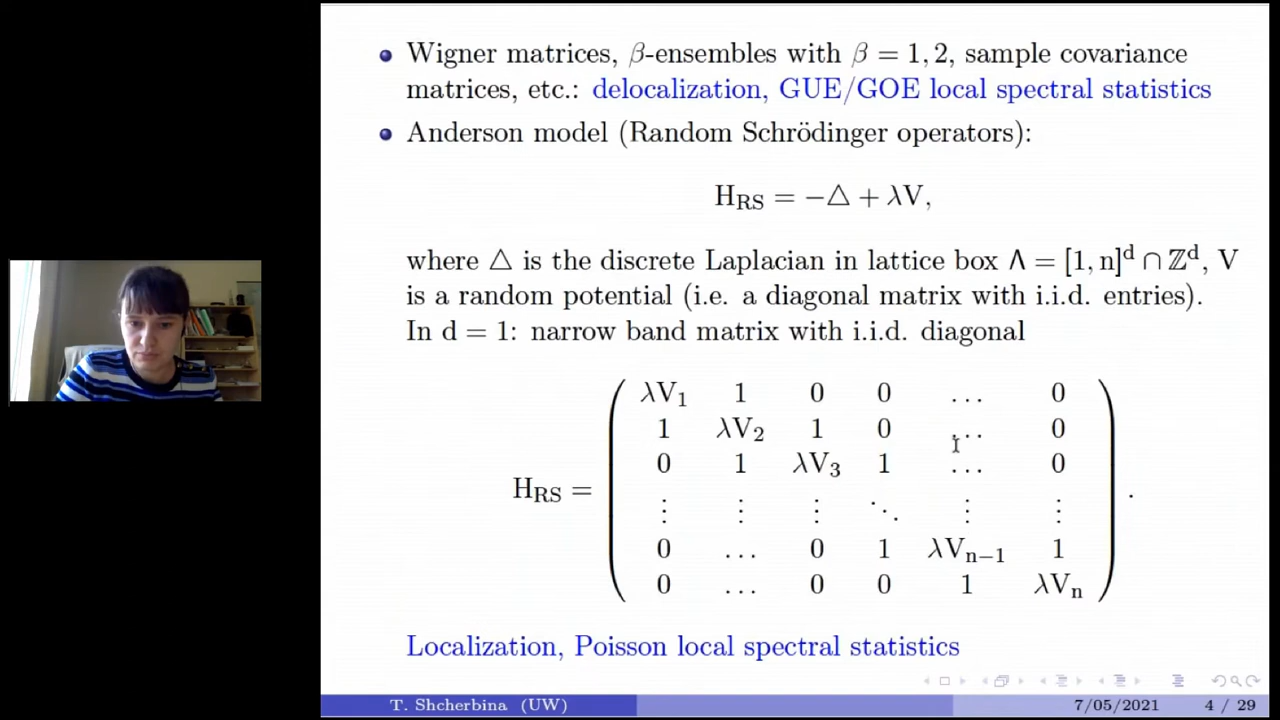 Wigner matrices, β-ensembles with β = 1, 2, sample covariance
matrices, etc.: delocalization, GUE/GOE local spectral statistics
Anderson model (Random Schrödinger operators):
H_RS = −△ + λV,
where △ is the discrete Laplacian in lattice box Λ = [1, n]^d ∩ ℤ^d, V
is a random potential (i.e. a diagonal matrix with i.i.d. entries).
In d = 1: narrow band matrix with i.i.d. diagonal
λV_1 1 0 0 … 0
1 λV_2 1 0 … 0
0 1 λV_3 1 … 0
H_RS =
⋮ ⋮ ⋮ ⋱ ⋮ ⋮
.
0 … 0 1 λV_{n−1} 1
0 … 0 0 1 λV_n
Localization, Poisson local spectral statistics
T. Shcherbina (UW) 7/05/2021 4 / 29